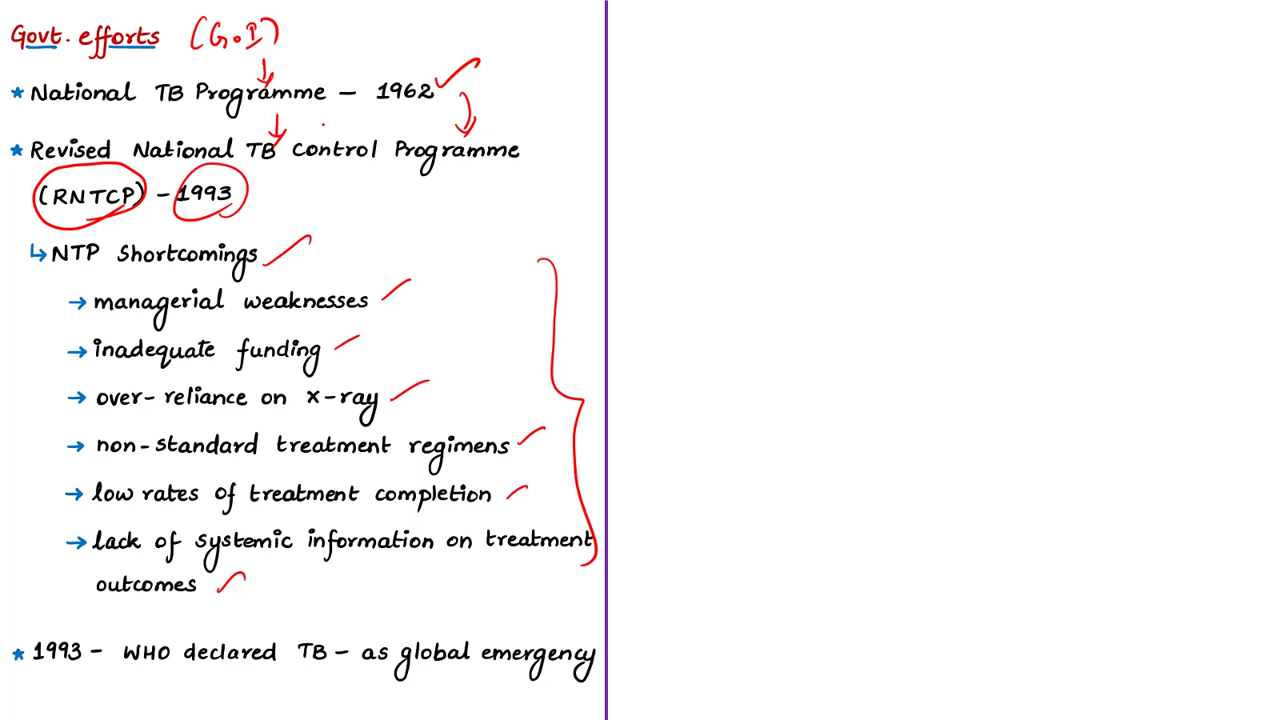 Govt. efforts (G.O.I)
* National TB Programme - 1962
* Revised National TB Control Programme
(RNTCP) - 1993
↳ NTP Shortcomings
→ managerial weaknesses
→ inadequate funding
→ over-reliance on x-ray
→ non-standard treatment regimens
→ low rates of treatment completion
→ lack of systemic information on treatment
outcomes
* 1993 - WHO declared TB - as global emergency